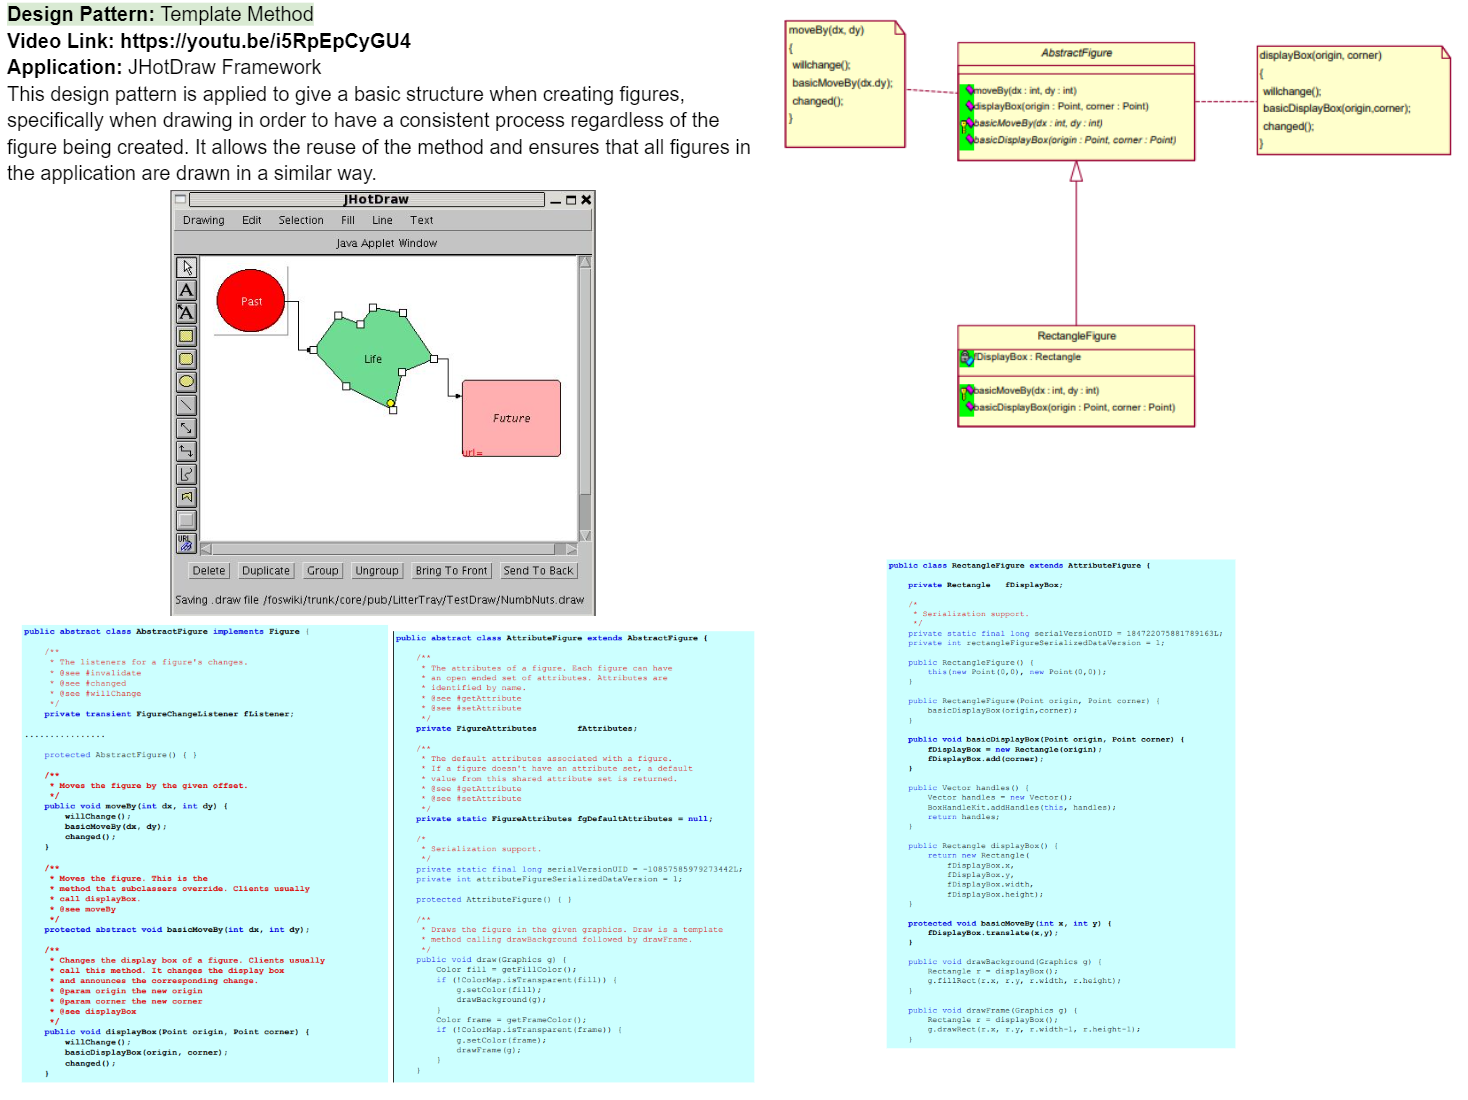 Design Pattern: Template Method
Video Link: https://youtu.be/i5RpEpCyGU4
Application: JHotDraw Framework
This design pattern is applied to give a basic structure when creating figures,
specifically when drawing in order to have a consistent process regardless of the
figure being created. It allows the reuse of the method and ensures that all figures in
the application are drawn in a similar way.
JHotDraw
Drawing Edit Selection Fill Line Text
Java Applet Window
Past
Life
Future
url=
A
A
URL
Delete Duplicate Group Ungroup Bring To Front Send To Back
Saving .draw file /foswiki/trunk/core/pub/LitterTray/TestDraw/NumbNuts.draw
moveBy(dx, dy)
{
willchange();
basicMoveBy(dx.dy);
changed();
}
AbstractFigure
moveBy(dx : int, dy : int)
displayBox(origin : Point, corner : Point)
basicMoveBy(dx : int, dy : int)
basicDisplayBox(origin : Point, corner : Point)
displayBox(origin, corner)
{
willchange();
basicDisplayBox(origin,corner);
changed();
}
RectangleFigure
fDisplayBox : Rectangle
basicMoveBy(dx : int, dy : int)
basicDisplayBox(origin : Point, corner : Point)
public abstract class AbstractFigure implements Figure {
/**
* The listeners for a figure's changes.
* @see #invalidate
* @see #changed
* @see #willChange
*/
private transient FigureChangeListener fListener;
................
protected AbstractFigure() { }
/**
* Moves the figure by the given offset.
*/
public void moveBy(int dx, int dy) {
willChange();
basicMoveBy(dx, dy);
changed();
}
/**
* Moves the figure. This is the
* method that subclassers override. Clients usually
* call displayBox.
* @see moveBy
*/
protected abstract void basicMoveBy(int dx, int dy);
/**
* Changes the display box of a figure. Clients usually
* call this method. It changes the display box
* and announces the corresponding change.
* @param origin the new origin
* @param corner the new corner
* @see displayBox
*/
public void displayBox(Point origin, Point corner) {
willChange();
basicDisplayBox(origin, corner);
changed();
}
public abstract class AttributeFigure extends AbstractFigure {
/**
* The attributes of a figure. Each figure can have
* an open ended set of attributes. Attributes are
* identified by name.
* @see #getAttribute
* @see #setAttribute
*/
private FigureAttributes fAttributes;
/**
* The default attributes associated with a figure.
* If a figure doesn't have an attribute set, a default
* value from this shared attribute set is returned.
* @see #getAttribute
* @see #setAttribute
*/
private static FigureAttributes fgDefaultAttributes = null;
/*
* Serialization support.
*/
private static final long serialVersionUID = -10857585979273442L;
private int attributeFigureSerializedDataVersion = 1;
protected AttributeFigure() { }
/**
* Draws the figure in the given graphics. Draw is a template
* method calling drawBackground followed by drawFrame.
*/
public void draw(Graphics g) {
Color fill = getFillColor();
if (!ColorMap.isTransparent(fill)) {
g.setColor(fill);
drawBackground(g);
}
Color frame = getFrameColor();
if (!ColorMap.isTransparent(frame)) {
g.setColor(frame);
drawFrame(g);
}
}
public class RectangleFigure extends AttributeFigure {
private Rectangle fDisplayBox;
/*
* Serialization support.
*/
private static final long serialVersionUID = 184722075881789163L;
private int rectangleFigureSerializedDataVersion = 1;
public RectangleFigure() {
this(new Point(0,0), new Point(0,0));
}
public RectangleFigure(Point origin, Point corner) {
basicDisplayBox(origin,corner);
}
public void basicDisplayBox(Point origin, Point corner) {
fDisplayBox = new Rectangle(origin);
fDisplayBox.add(corner);
}
public Vector handles() {
Vector handles = new Vector();
BoxHandleKit.addHandles(this, handles);
return handles;
}
public Rectangle displayBox() {
return new Rectangle(
fDisplayBox.x,
fDisplayBox.y,
fDisplayBox.width,
fDisplayBox.height);
}
protected void basicMoveBy(int x, int y) {
fDisplayBox.translate(x,y);
}
public void drawBackground(Graphics g) {
Rectangle r = displayBox();
g.fillRect(r.x, r.y, r.width, r.height);
}
public void drawFrame(Graphics g) {
Rectangle r = displayBox();
g.drawRect(r.x, r.y, r.width-1, r.height-1);
}